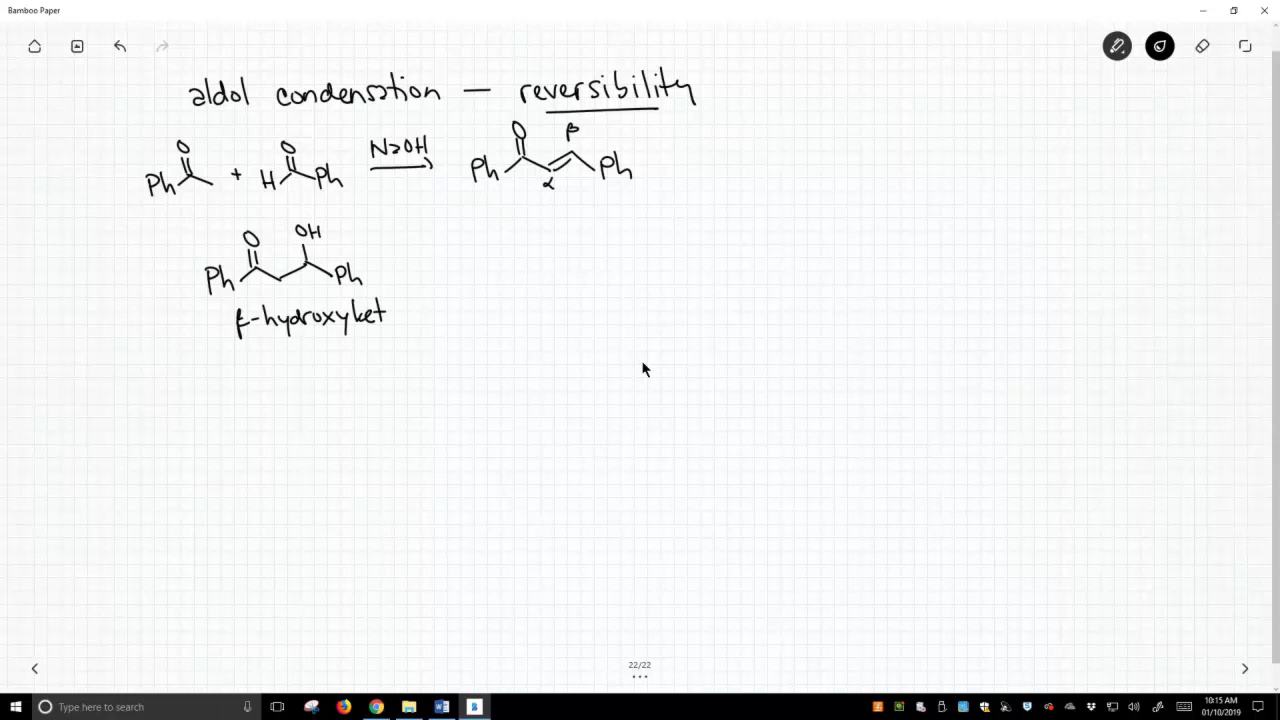 Bamboo Paper
aldol condensation — reversibility
O O NaOH O β
Ph + H Ph Ph α Ph
O OH
Ph Ph
β-hydroxyket
22/22
Type here to search
10:15 AM
01/10/2019